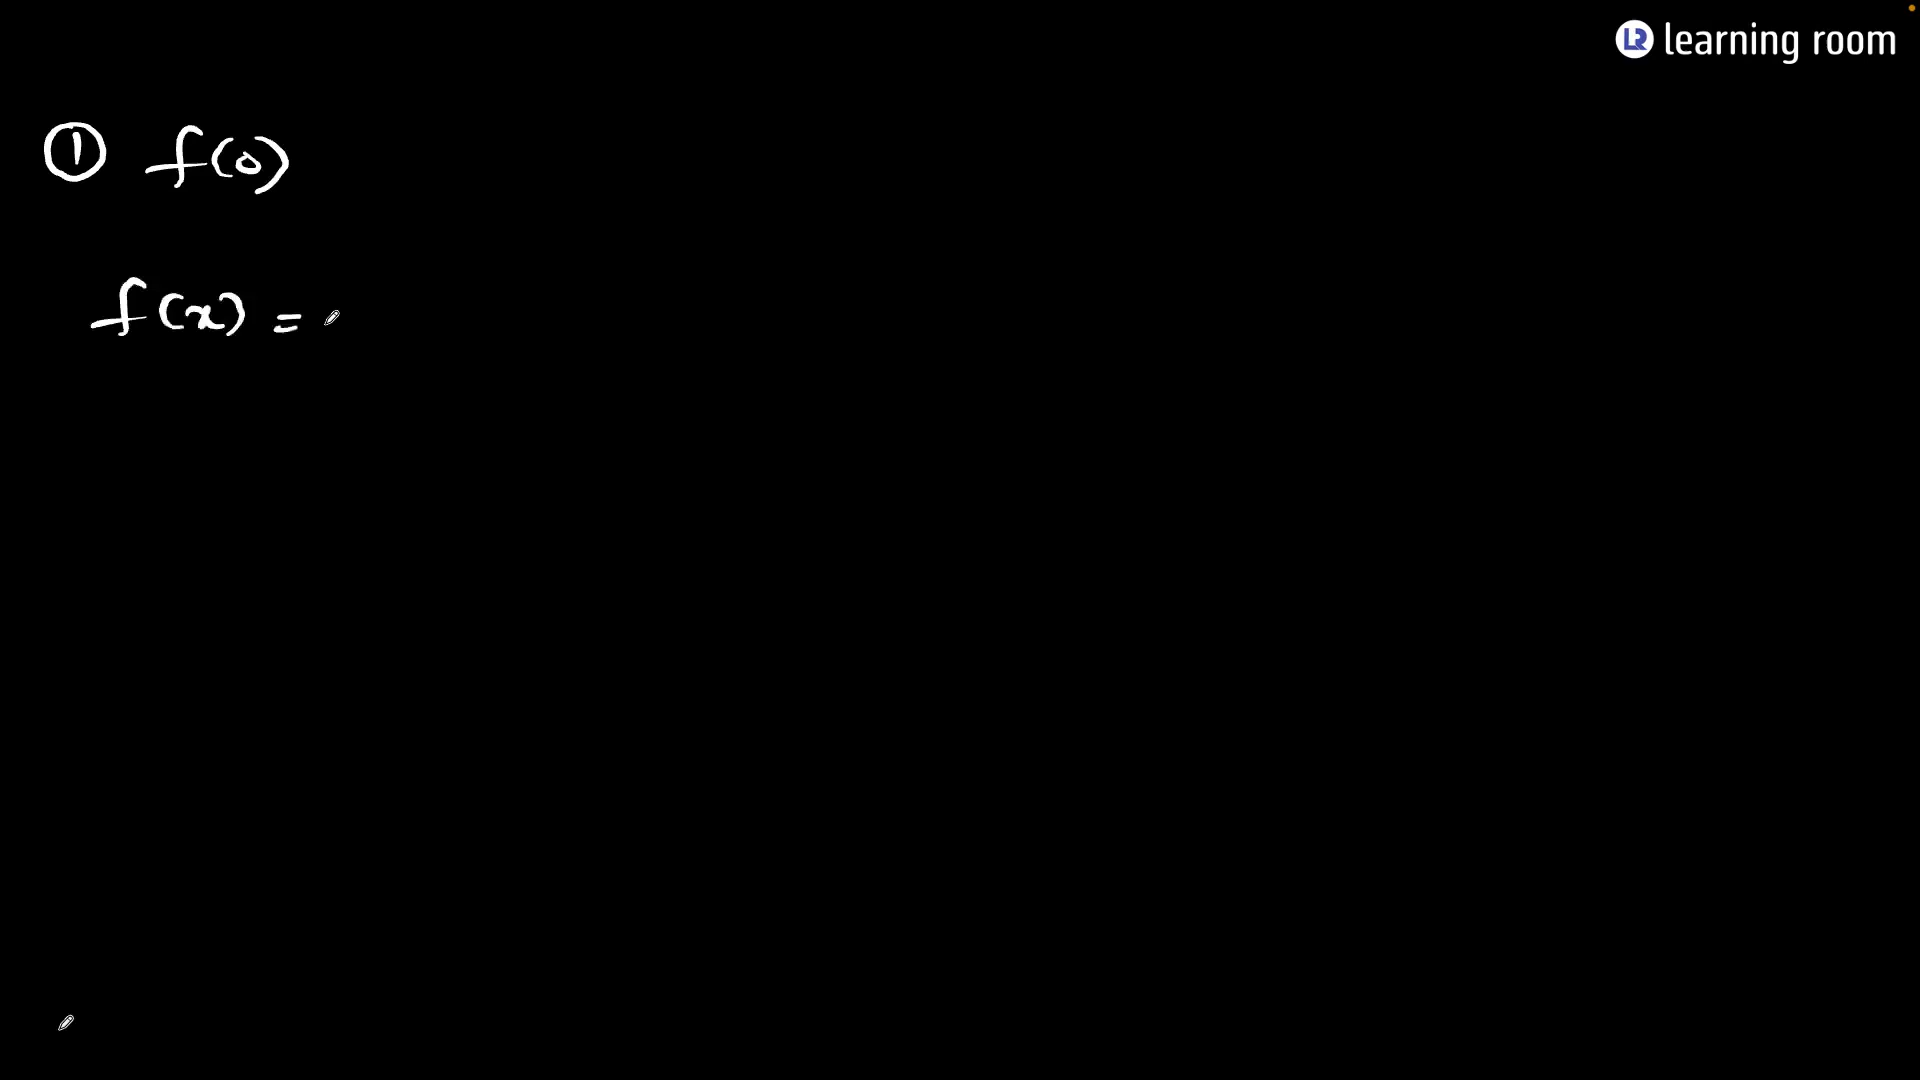 learning room
① f(0)
f(x) =